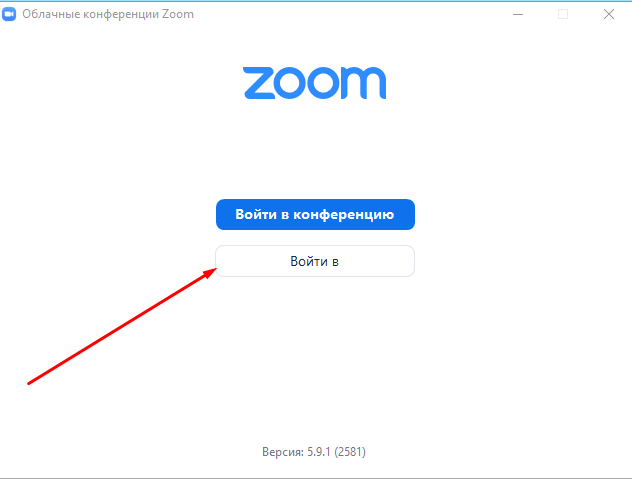 Облачные конференции Zoom
zoom
Войти в конференцию
Войти в
Версия: 5.9.1 (2581)